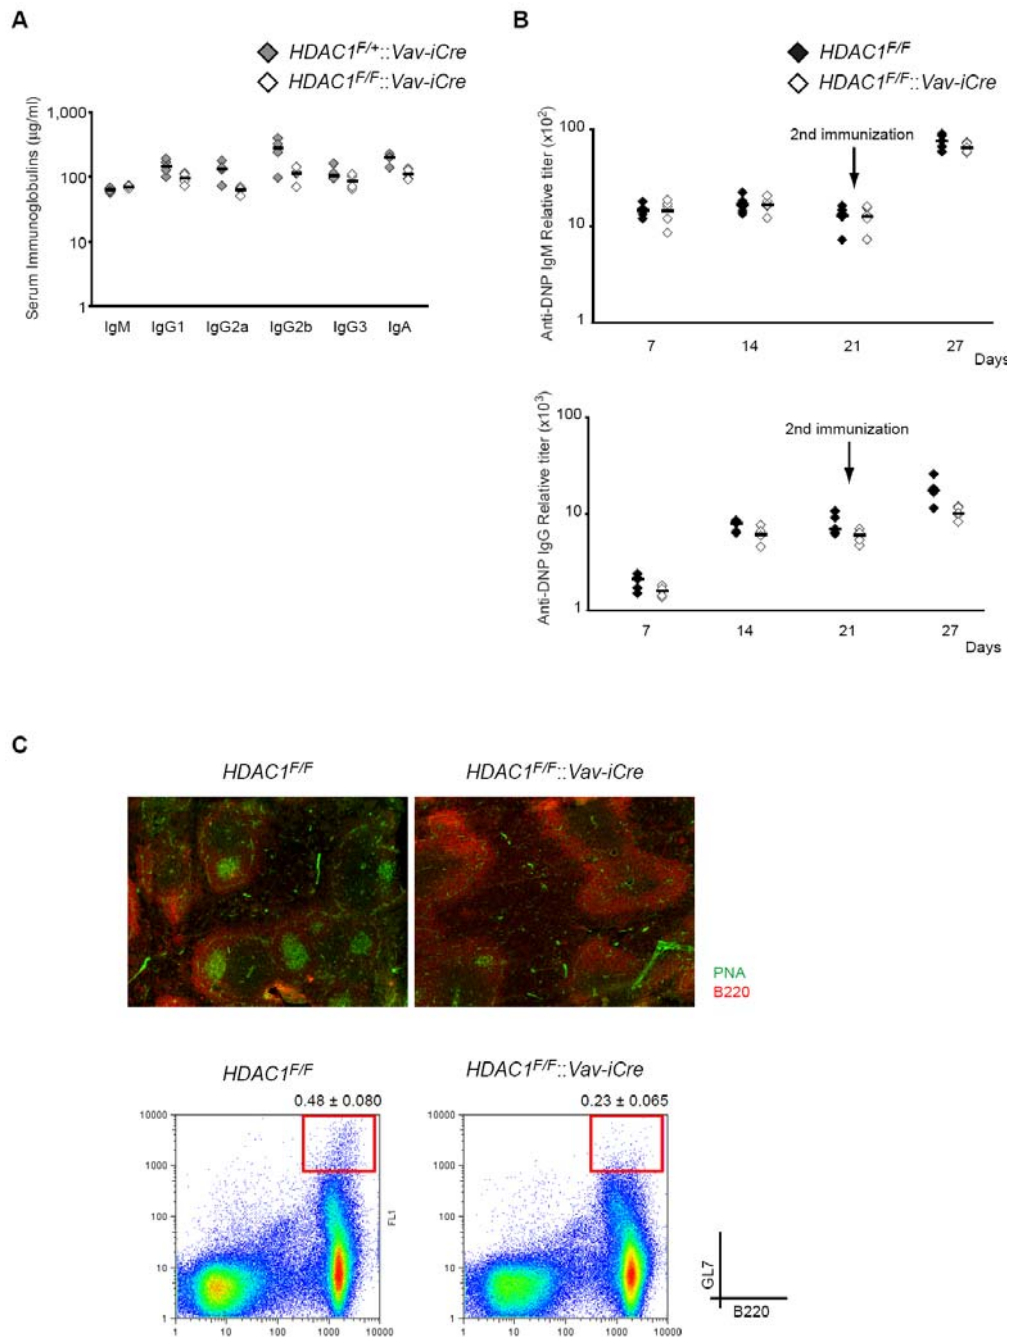 A
HDAC1F/+::Vav-iCre
HDAC1F/F::Vav-iCre
Serum Immunoglobulins (µg/ml)
1,000
100
10
1
IgM IgG1 IgG2a IgG2b IgG3 IgA
B
HDAC1F/F
HDAC1F/F::Vav-iCre
Anti-DNP IgM Relative titer (x10²)
100
10
1
2nd immunization
7 14 21 27
Days
Anti-DNP IgG Relative titer (x10³)
100
10
1
2nd immunization
7 14 21 27
Days
C
HDAC1F/F HDAC1F/F::Vav-iCre
PNA
B220
HDAC1F/F HDAC1F/F::Vav-iCre
0.48 ± 0.080 0.23 ± 0.065
10000
1000
100
10
1
1 10 100 1000 10000
FL1
10000
1000
100
10
1
1 10 100 1000 10000
GL7
B220